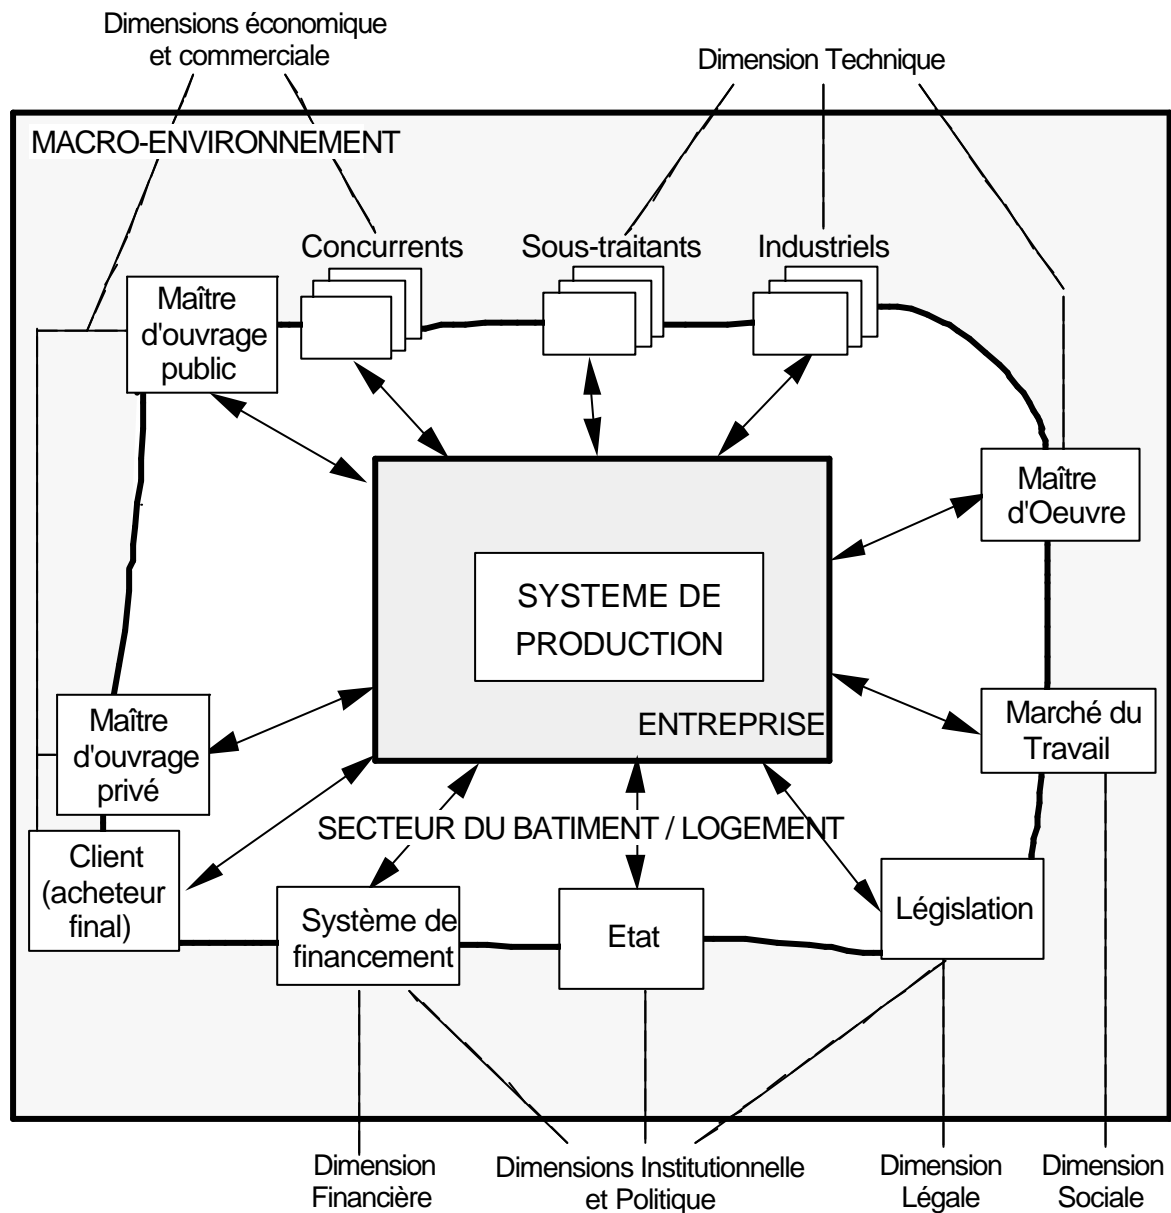 Dimensions économique
et commerciale
Dimension Technique
MACRO-ENVIRONNEMENT
Concurrents
Sous-traitants
Industriels
Maître
d'ouvrage
public
Maître
d'Oeuvre
SYSTEME DE
PRODUCTION
ENTREPRISE
Maître
d'ouvrage
privé
Marché du
Travail
SECTEUR DU BATIMENT / LOGEMENT
Client
(acheteur
final)
Système de
financement
Etat
Législation
Dimension
Financière
Dimensions Institutionnelle
et Politique
Dimension
Légale
Dimension
Sociale